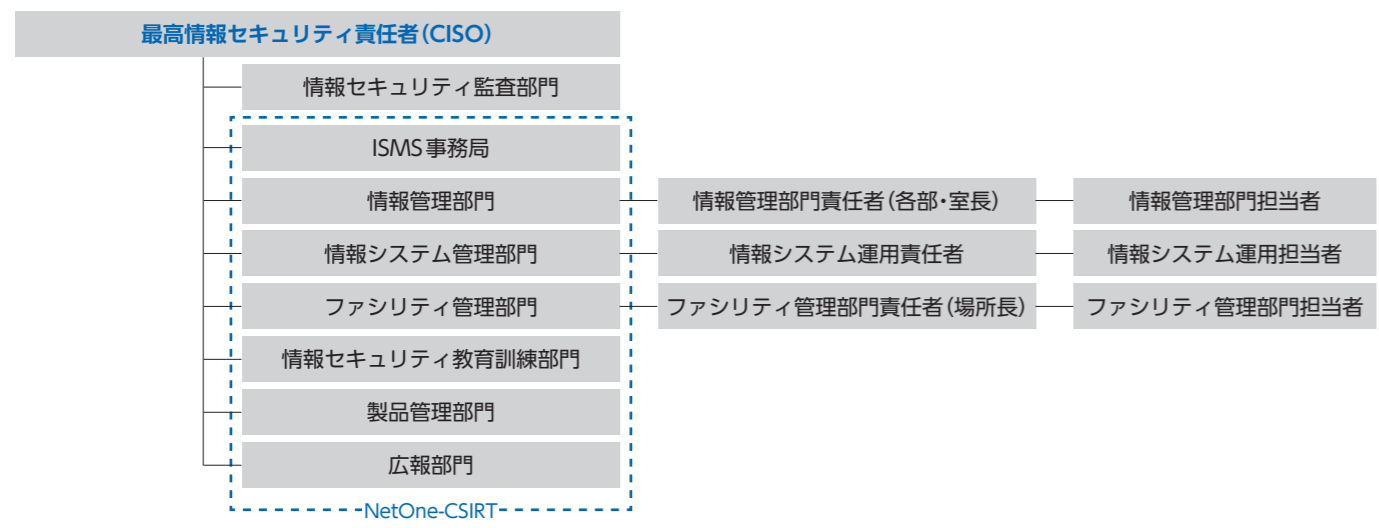 最高情報セキュリティ責任者（CISO）
情報セキュリティ監査部門
ISMS事務局
情報管理部門
情報管理部門責任者（各部・室長）
情報管理部門担当者
情報システム管理部門
情報システム運用責任者
情報システム運用担当者
ファシリティ管理部門
ファシリティ管理部門責任者（場所長）
ファシリティ管理部門担当者
情報セキュリティ教育訓練部門
製品管理部門
広報部門
NetOne-CSIRT